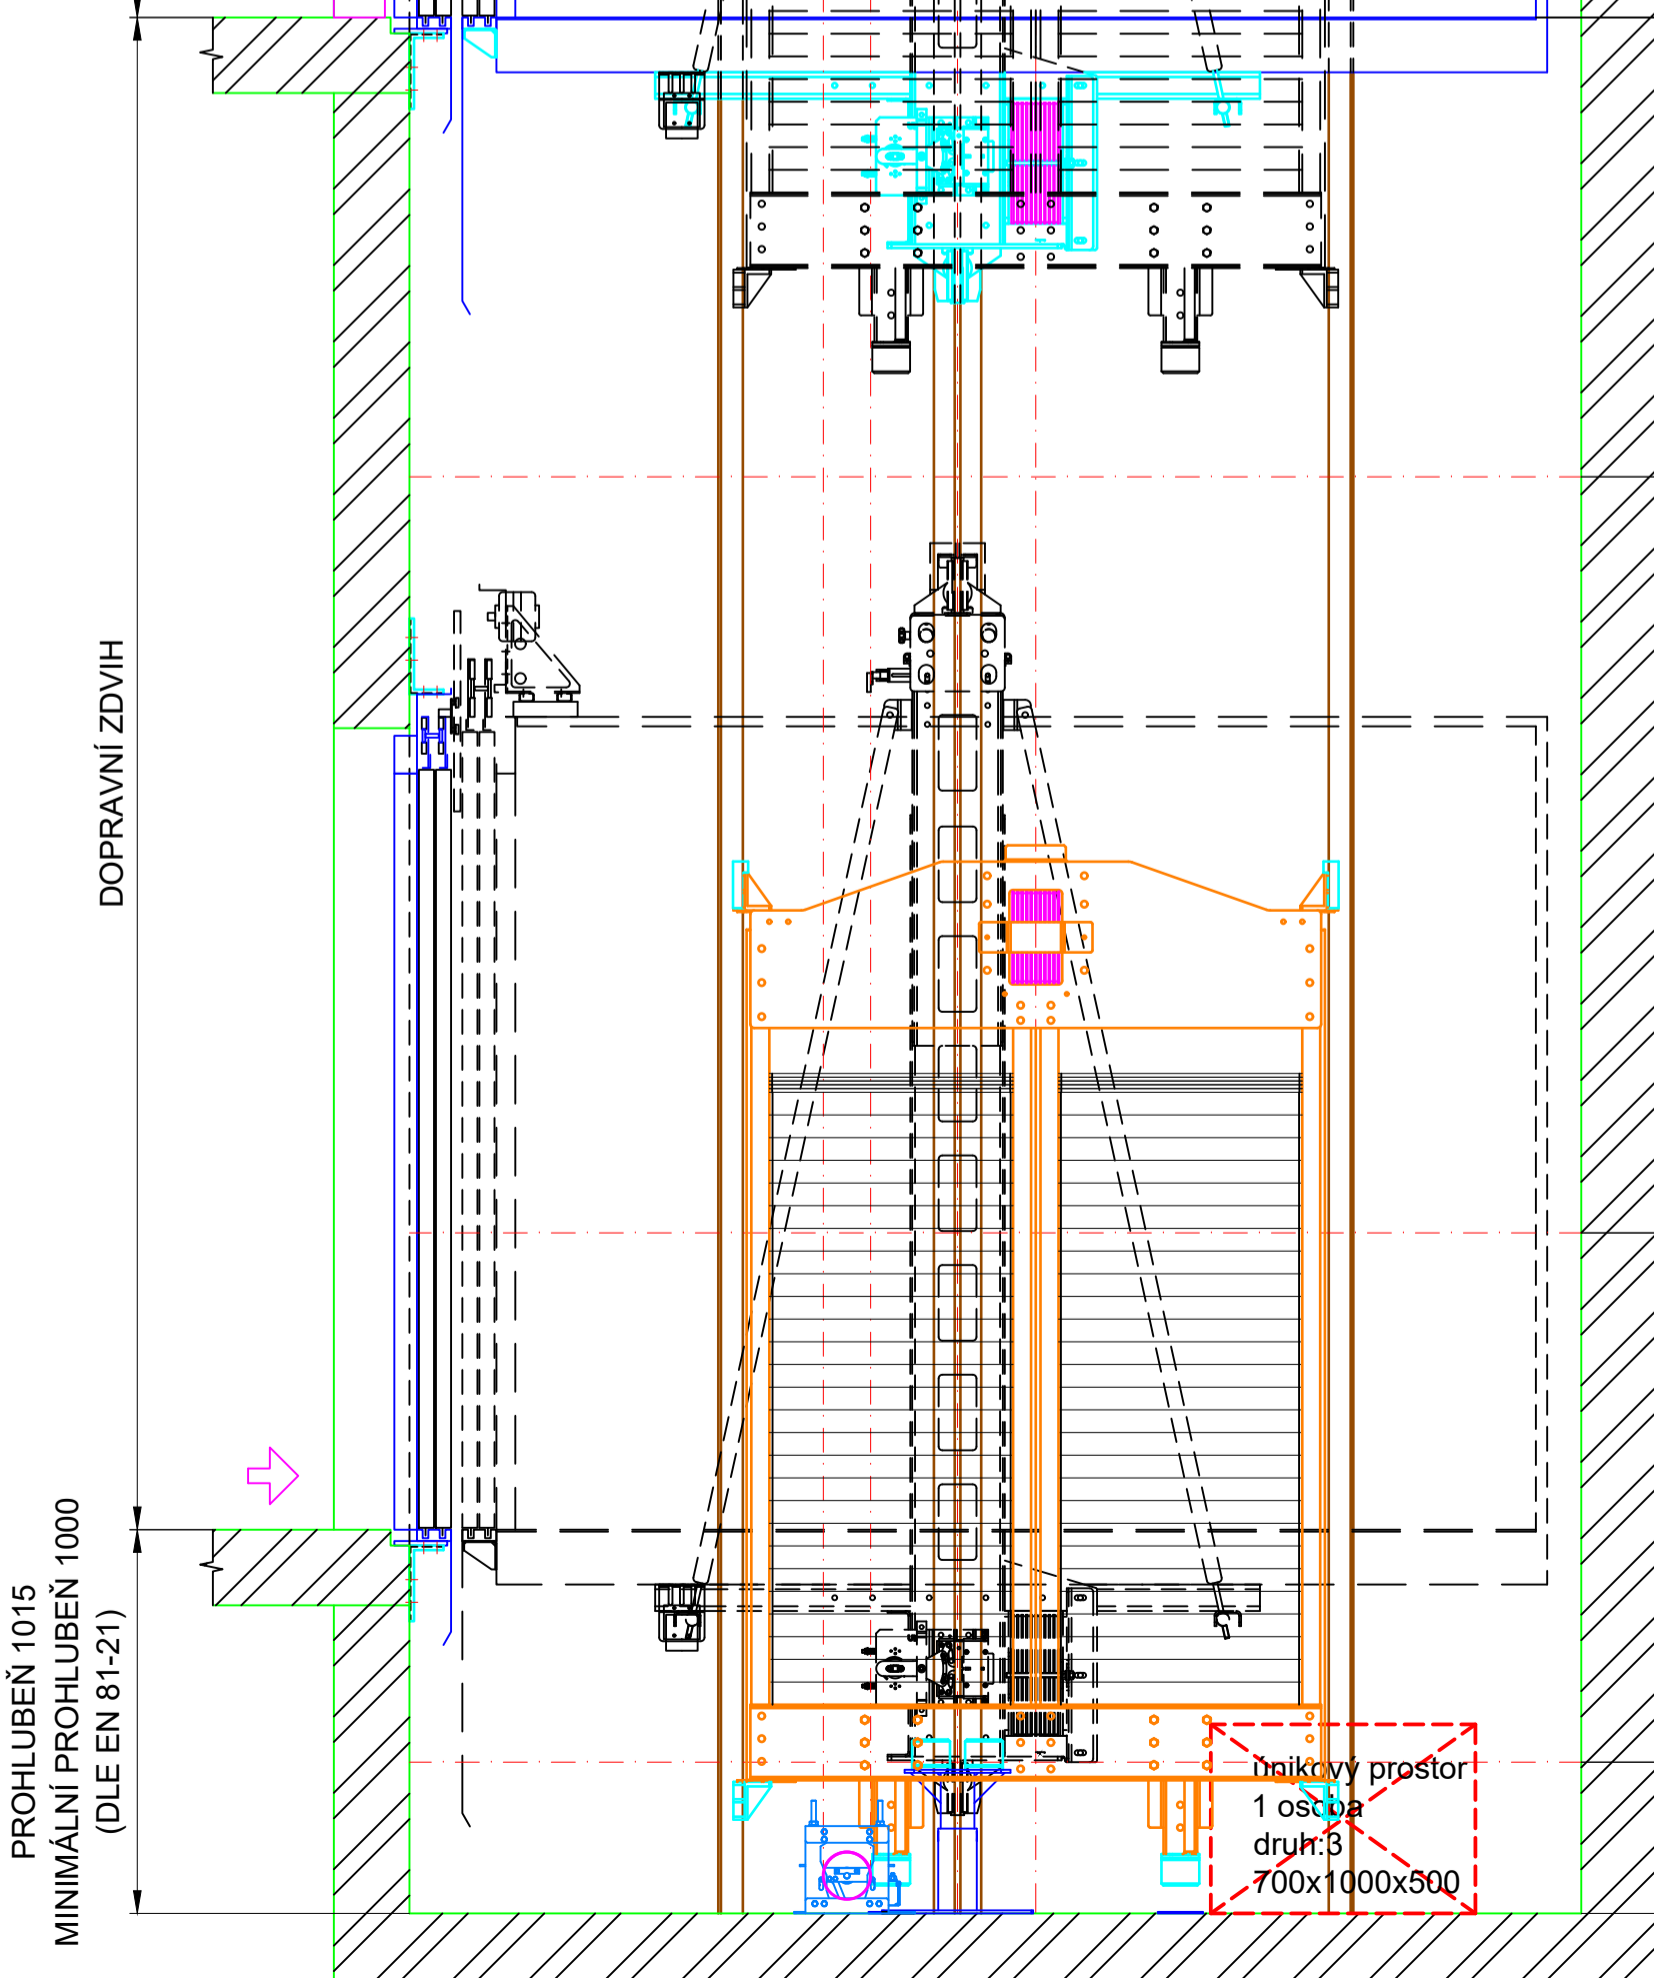 DOPRAVNÍ ZDVIH
PROHLUBEŇ 1015
MINIMÁLNÍ PROHLUBEŇ 1000
(DLE EN 81-21)
únikový prostor
1 osoba
druh:3
700x1000x500